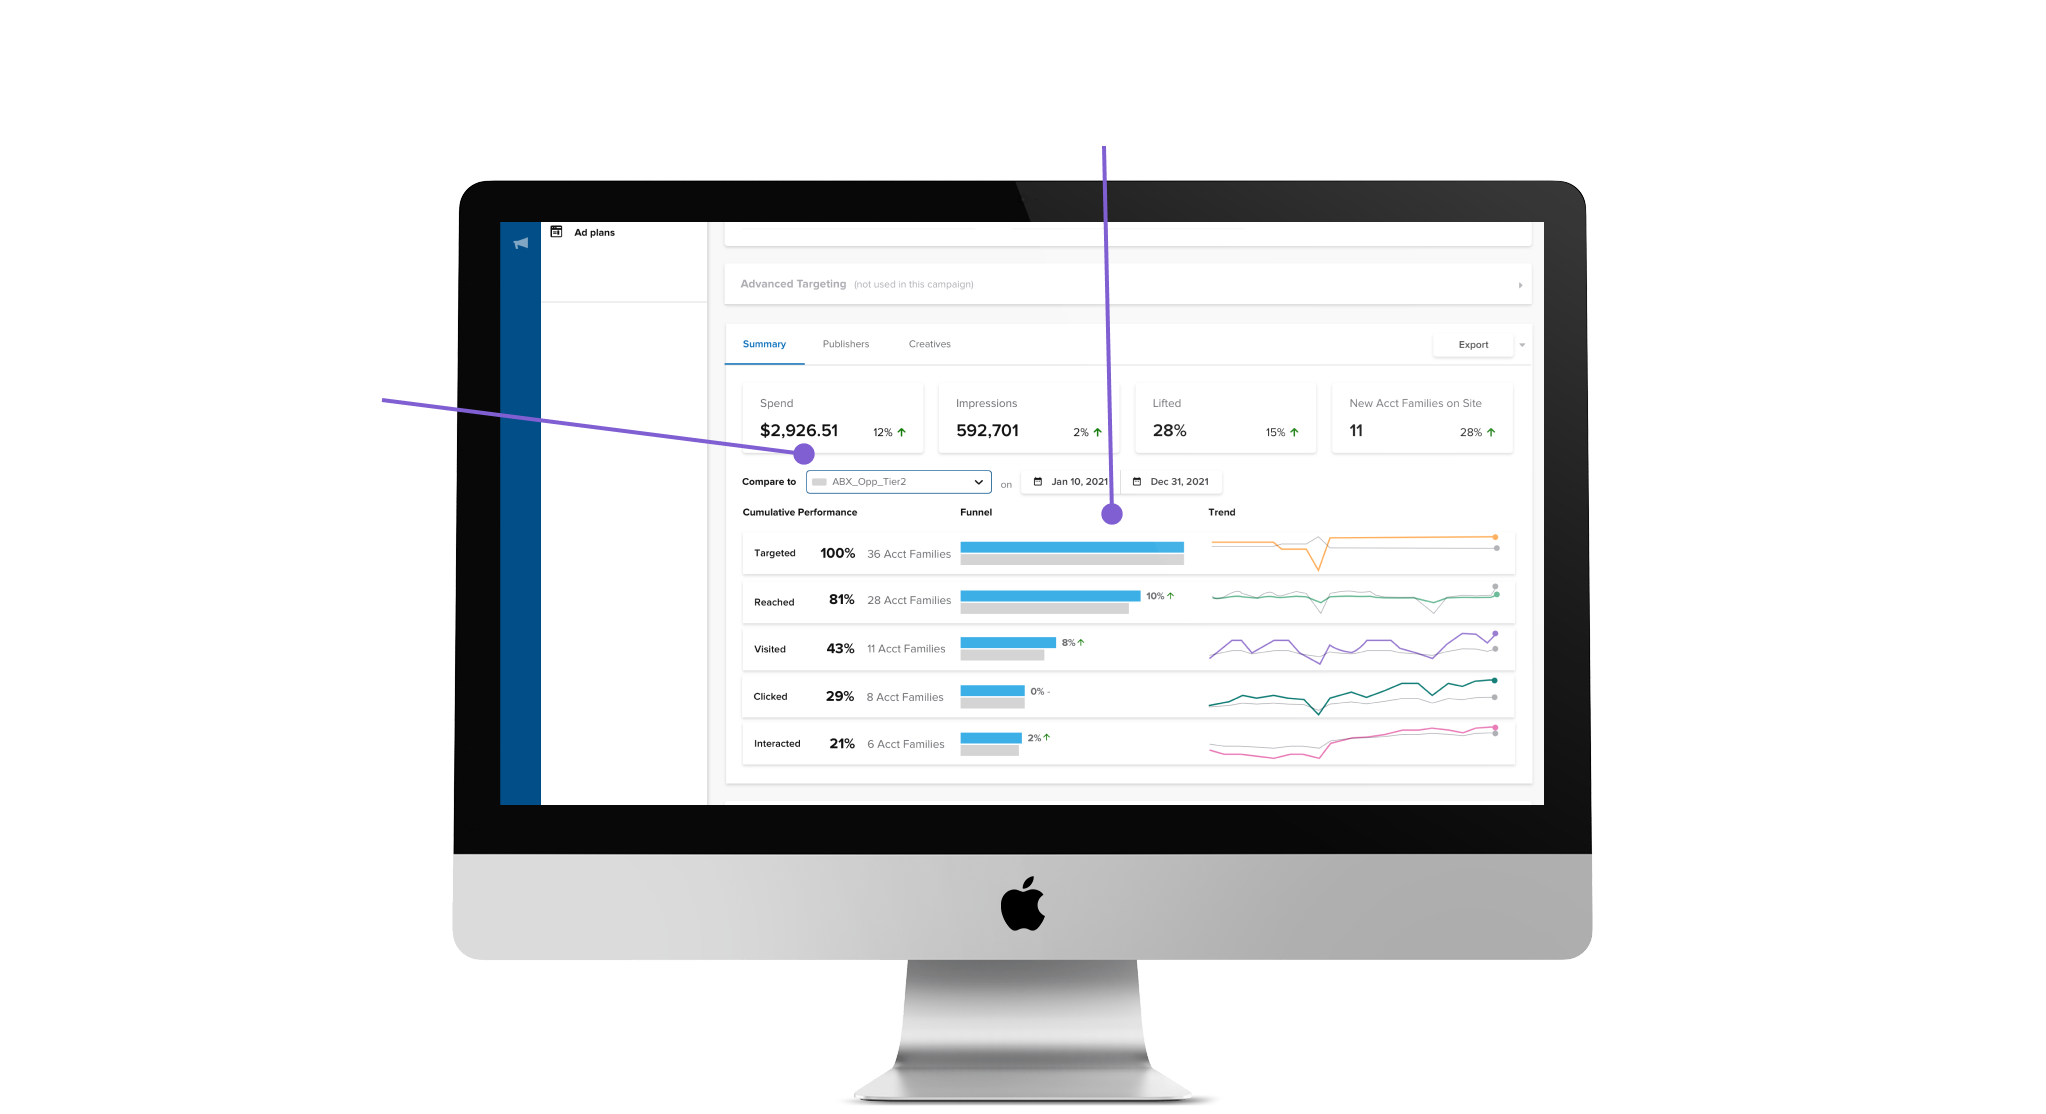 Ad plans
Advanced Targeting (not used in this campaign)
Summary Publishers Creatives Export
Spend Impressions Lifted New Acct Families on Site
$2,926.51 12% 592,701 2% 28% 15% 11 28%
Compare to ABX_Opp_Tier2 on Jan 10, 2021 Dec 31, 2021
Cumulative Performance Funnel Trend
Targeted 100% 36 Acct Families
Reached 81% 28 Acct Families 10%
Visited 43% 11 Acct Families 8%
Clicked 29% 8 Acct Families 0% -
Interacted 21% 6 Acct Families 2%